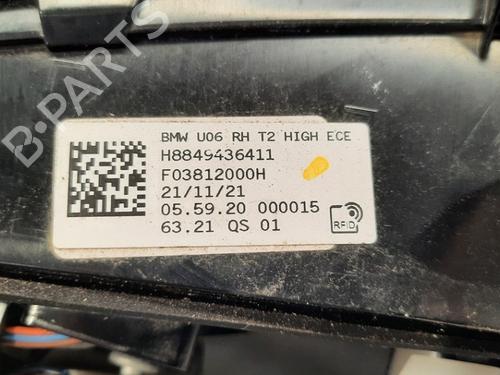 BMW U06 RH T2 HIGH ECE
H8849436411
F03812000H
21/11/21
05.59.20 000015
63.21 QS 01
RFID
B-PARTS